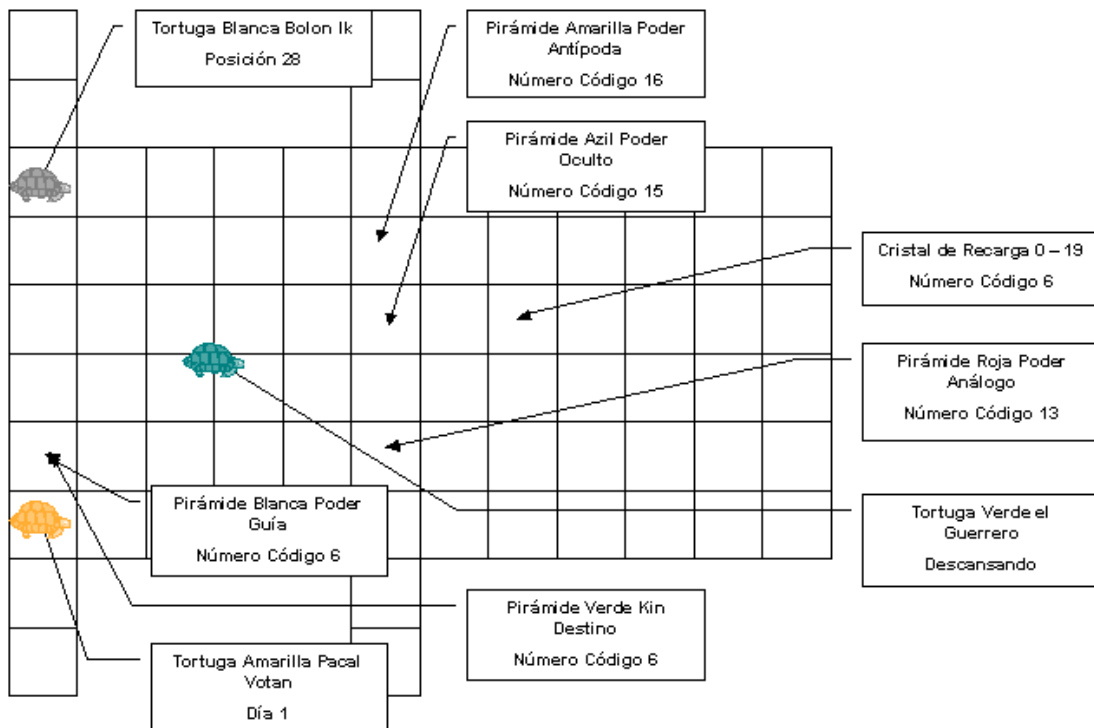 Tortuga Blanca Bolon Ik
Posición 28
Pirámide Amarilla Poder
Antípoda
Número Código 16
Pirámide Azil Poder
Oculto
Número Código 15
Cristal de Recarga 0 – 19
Número Código 6
Pirámide Roja Poder
Análogo
Número Código 13
Pirámide Blanca Poder
Guía
Número Código 6
Tortuga Verde el
Guerrero
Descansando
Pirámide Verde Kin
Destino
Número Código 6
Tortuga Amarilla Pacal
Votan
Día 1